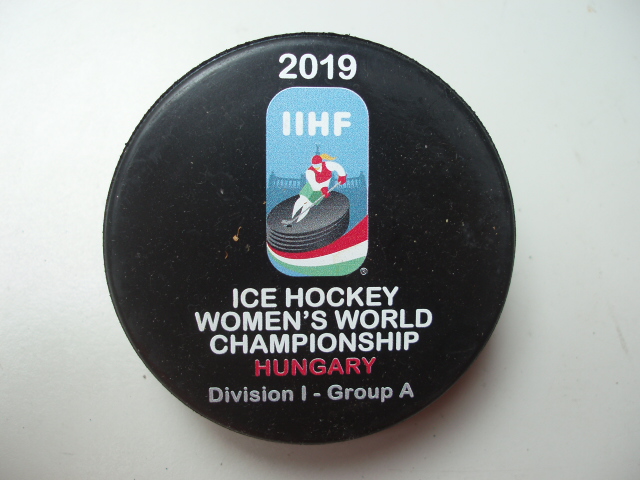 2019
IIHF
®
ICE HOCKEY
WOMEN'S WORLD
CHAMPIONSHIP
HUNGARY
Division I - Group A